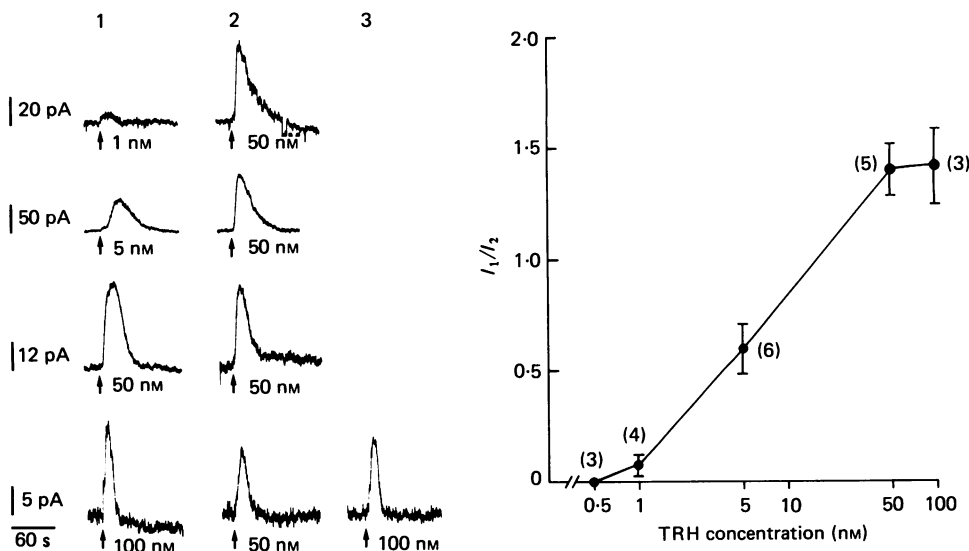 1 2 3
20 pA
1 nM 50 nM
50 pA
5 nM 50 nM
12 pA
50 nM 50 nM
5 pA
60 s
100 nM 50 nM 100 nM
2·0
1·5
1·0
0·5
0
I₁/I₂
(3)
(4)
(6)
(5)
(3)
0·5 1 5 10 50 100
TRH concentration (nM)